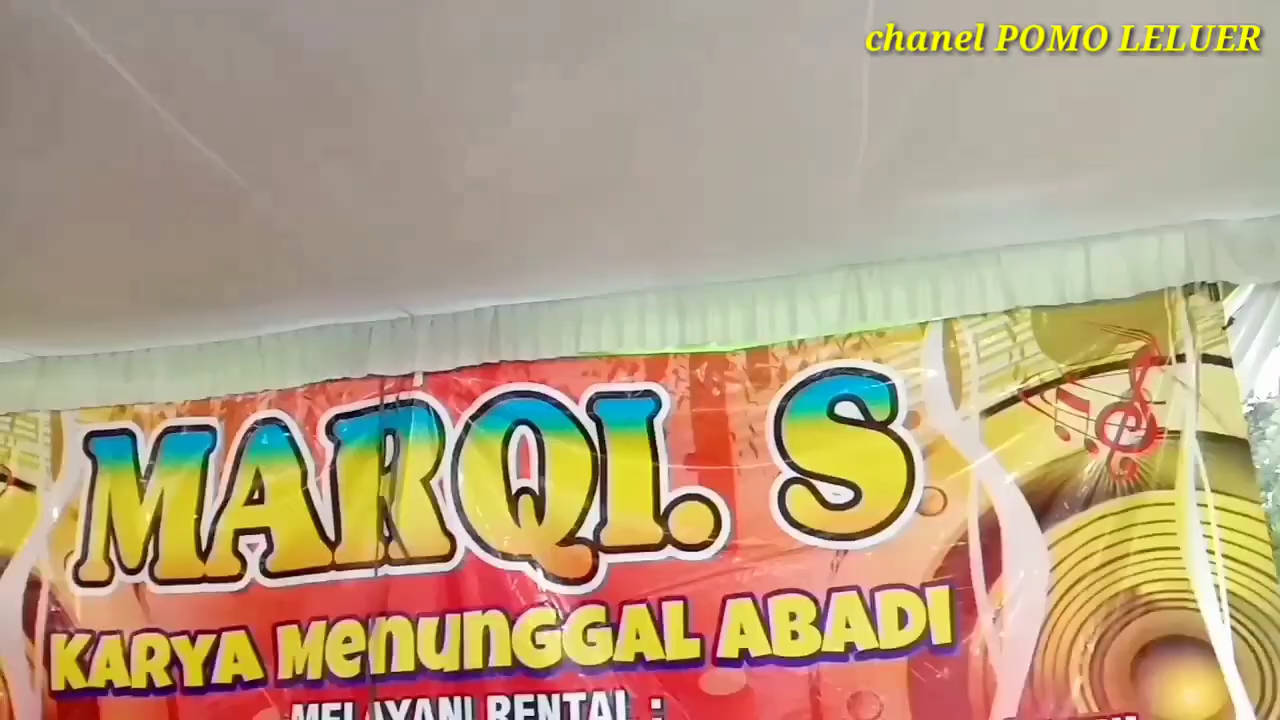 chanel POMO LELUER
MARQI. S
KARYA MenunGGAL ABADI
MELAYANI RENTAL :